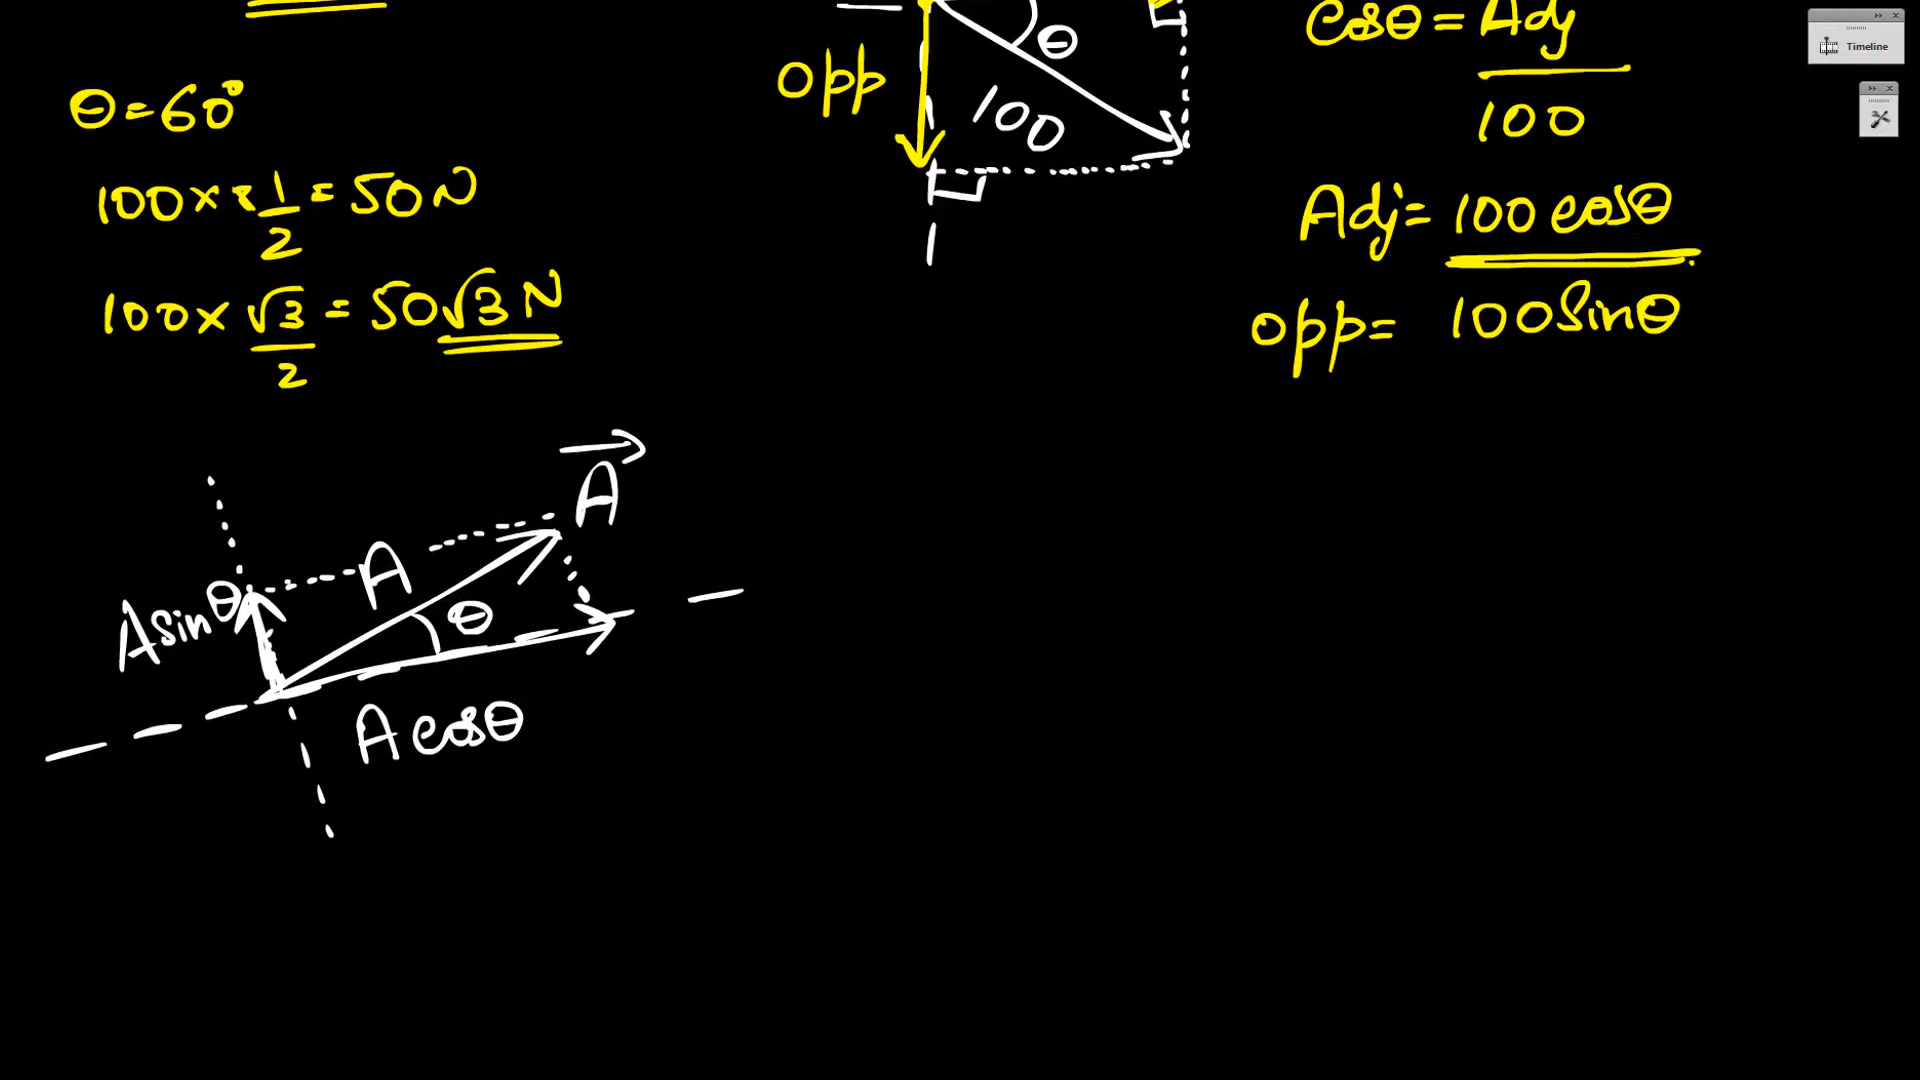 θ = 60°
100 × 1/2 = 50 N
100 × √3/2 = 50√3 N
opp
θ
100
Cosθ = Adj/100
Adj = 100 cosθ
opp = 100 Sinθ
Timeline
A⃗
A
θ
A sinθ
A cosθ